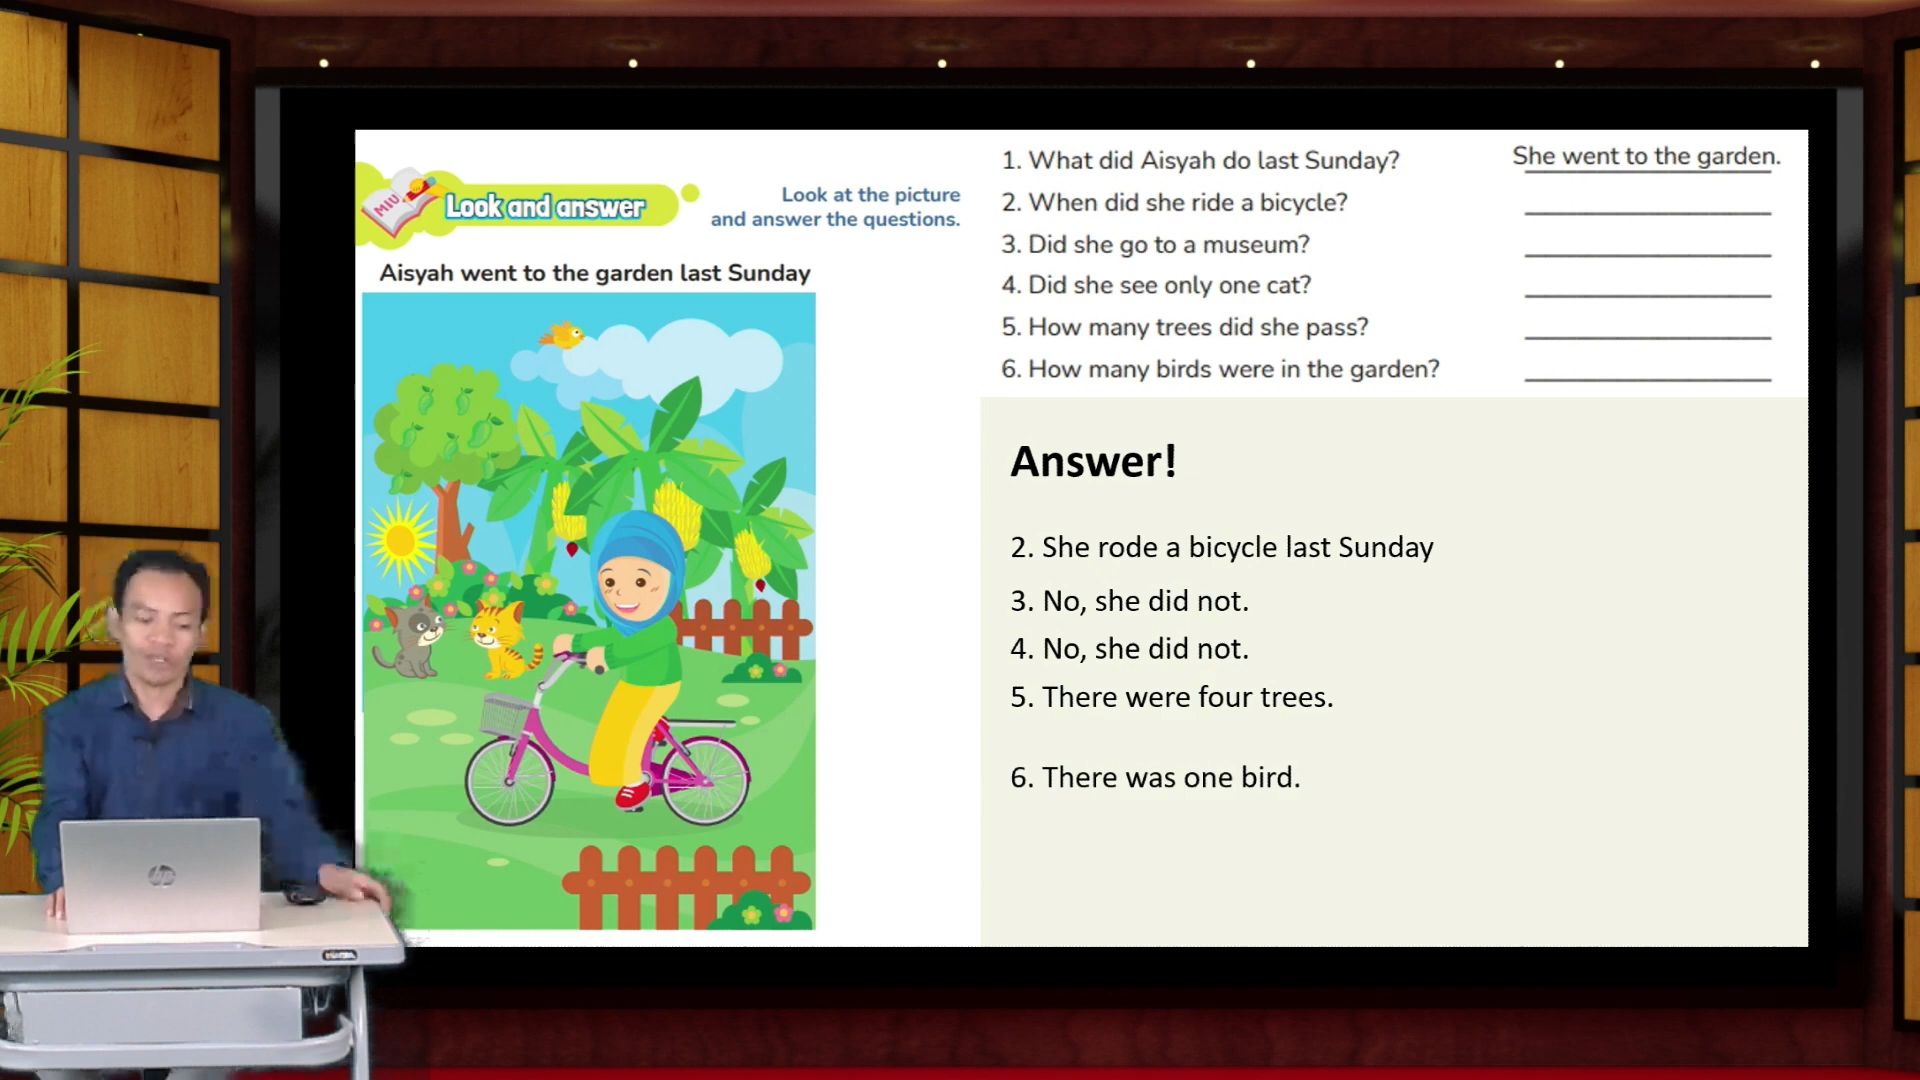 MIU
Look and answer
Look at the picture
and answer the questions.
Aisyah went to the garden last Sunday
1. What did Aisyah do last Sunday? She went to the garden.
2. When did she ride a bicycle?
3. Did she go to a museum?
4. Did she see only one cat?
5. How many trees did she pass?
6. How many birds were in the garden?
Answer!
2. She rode a bicycle last Sunday
3. No, she did not.
4. No, she did not.
5. There were four trees.
6. There was one bird.
hp